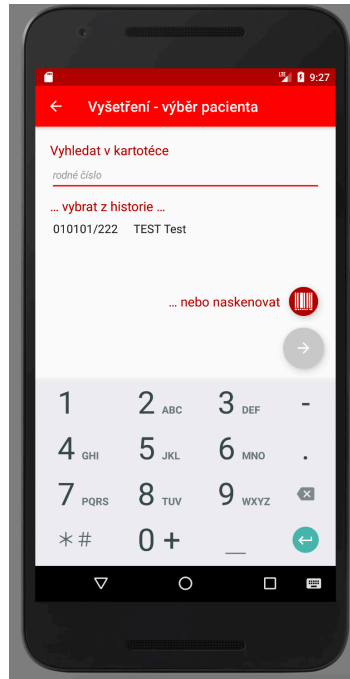 LTE 9:27
Vyšetření - výběr pacienta
Vyhledat v kartotéce
rodné číslo
... vybrat z historie ...
010101/222 TEST Test
... nebo naskenovat
1 2 ABC 3 DEF -
4 GHI 5 JKL 6 MNO .
7 PQRS 8 TUV 9 WXYZ
*# 0 + _